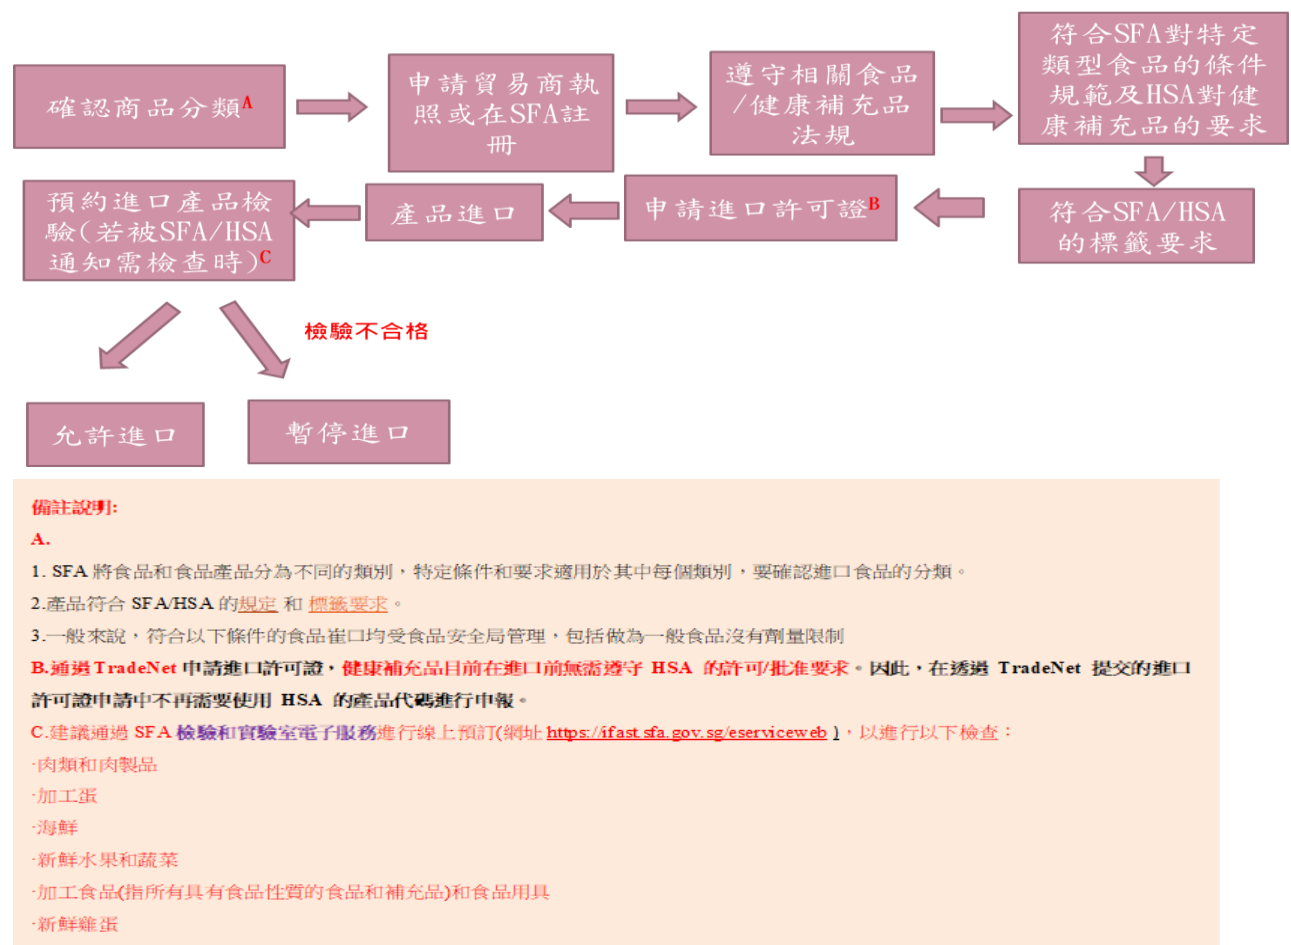 確認商品分類A
申請貿易商執
照或在SFA註
冊
遵守相關食品
/健康補充品
法規
符合SFA對特定
類型食品的條件
規範及HSA對健
康補充品的要求
符合SFA/HSA
的標籤要求
申請進口許可證B
產品進口
預約進口產品檢
驗(若被SFA/HSA
通知需檢查時)C
檢驗不合格
允許進口
暫停進口
備註說明:
A.
1. SFA 將食品和食品產品分為不同的類別，特定條件和要求適用於其中每個類別，要確認進口食品的分類。
2.產品符合 SFA/HSA 的規定 和 標籤要求。
3.一般來說，符合以下條件的食品崔口均受食品安全局管理，包括做為一般食品沒有劑量限制
B.通過TradeNet 申請進口許可證，健康補充品目前在進口前無需遵守 HSA 的許可/批准要求。因此，在透過 TradeNet 提交的進口
許可證申請中不再需要使用 HSA 的產品代碼進行申報。
C.建議通過 SFA 檢驗和實驗室電子服務進行線上預訂(網址 https://ifast.sfa.gov.sg/eserviceweb )，以進行以下檢查：
·肉類和肉製品
·加工蛋
·海鮮
·新鮮水果和蔬菜
·加工食品(指所有具有食品性質的食品和補充品)和食品用具
·新鮮雞蛋